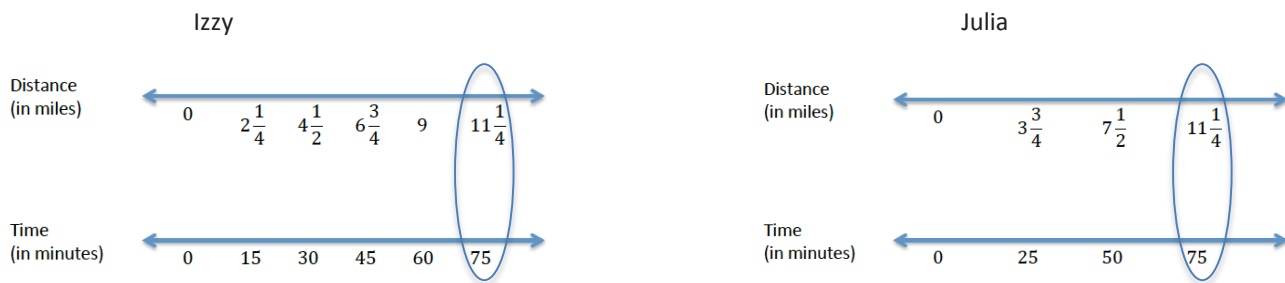 Izzy
Distance
(in miles)
0 2 1/4 4 1/2 6 3/4 9 11 1/4
Time
(in minutes)
0 15 30 45 60 75
Julia
Distance
(in miles)
0 3 3/4 7 1/2 11 1/4
Time
(in minutes)
0 25 50 75